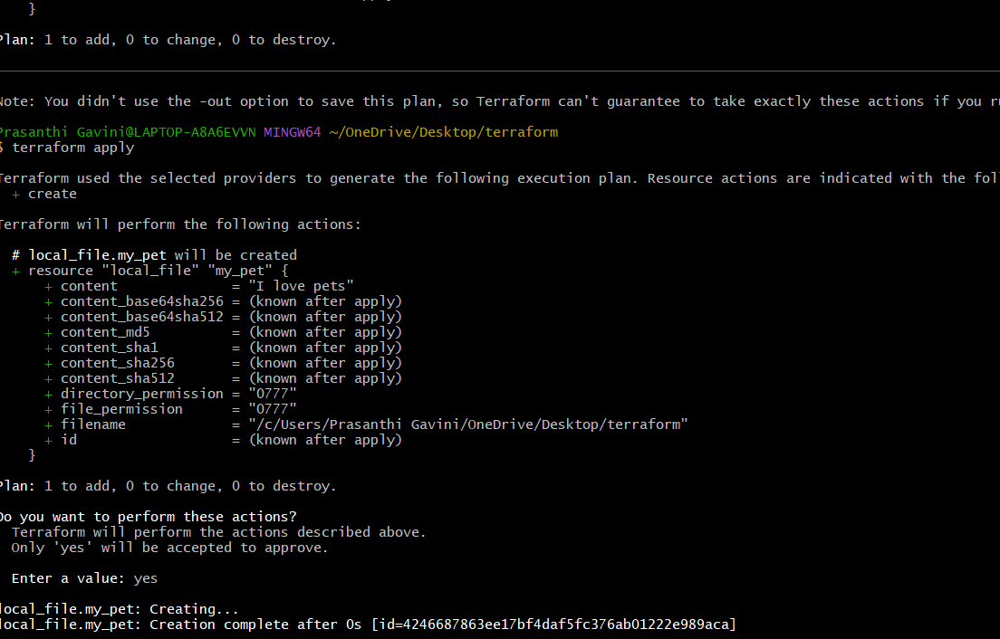 }
Plan: 1 to add, 0 to change, 0 to destroy.
Note: You didn't use the -out option to save this plan, so Terraform can't guarantee to take exactly these actions if you
Prasanthi Gavini@LAPTOP-A8A6EVVN MINGW64 ~/OneDrive/Desktop/terraform
$ terraform apply
Terraform used the selected providers to generate the following execution plan. Resource actions are indicated with the
+ create
Terraform will perform the following actions:
# local_file.my_pet will be created
+ resource "local_file" "my_pet" {
+ content = "I love pets"
+ content_base64sha256 = (known after apply)
+ content_base64sha512 = (known after apply)
+ content_md5 = (known after apply)
+ content_sha1 = (known after apply)
+ content_sha256 = (known after apply)
+ content_sha512 = (known after apply)
+ directory_permission = "0777"
+ file_permission = "0777"
+ filename = "/c/Users/Prasanthi Gavini/OneDrive/Desktop/terraform"
+ id = (known after apply)
}
Plan: 1 to add, 0 to change, 0 to destroy.
Do you want to perform these actions?
Terraform will perform the actions described above.
Only 'yes' will be accepted to approve.
Enter a value: yes
local_file.my_pet: Creating...
local_file.my_pet: Creation complete after 0s [id=4246687863ee17bf4daf5fc376ab01222e989aca]